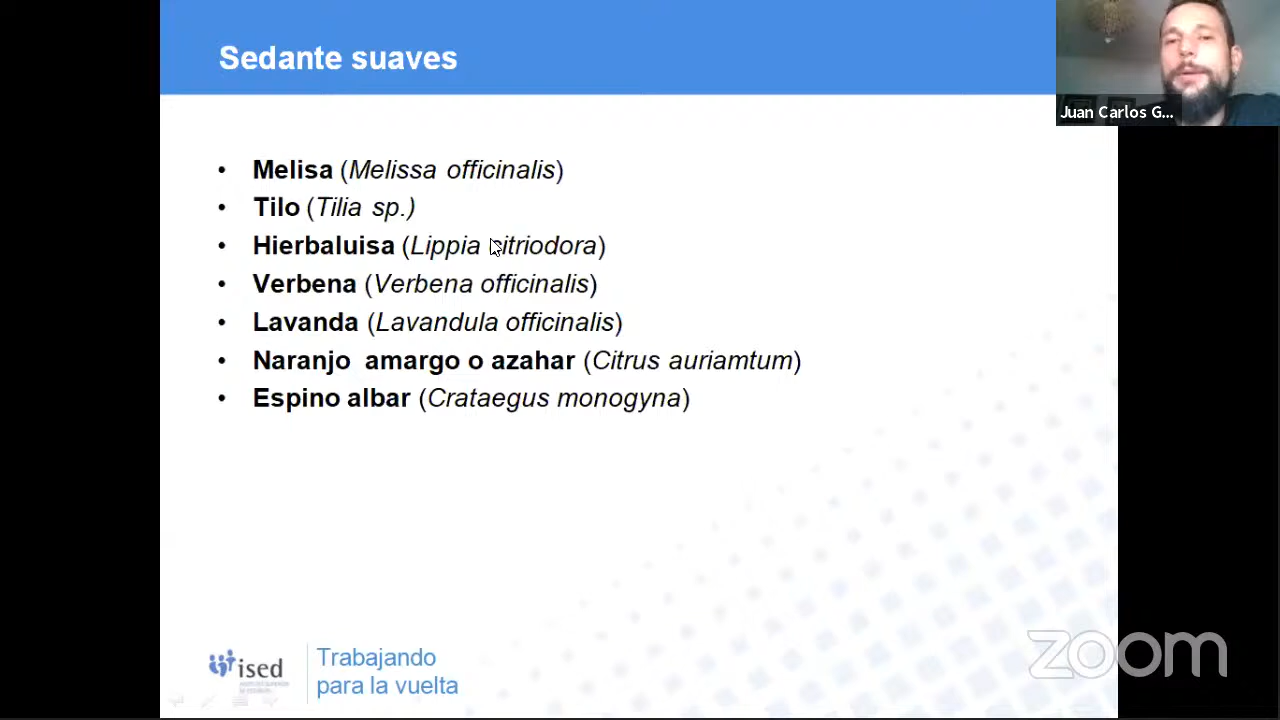 Sedante suaves
Juan Carlos G...
• Melisa (Melissa officinalis)
• Tilo (Tilia sp.)
• Hierbaluisa (Lippia citriodora)
• Verbena (Verbena officinalis)
• Lavanda (Lavandula officinalis)
• Naranjo amargo o azahar (Citrus auriamtum)
• Espino albar (Crataegus monogyna)
ised
Trabajando
para la vuelta
zoom